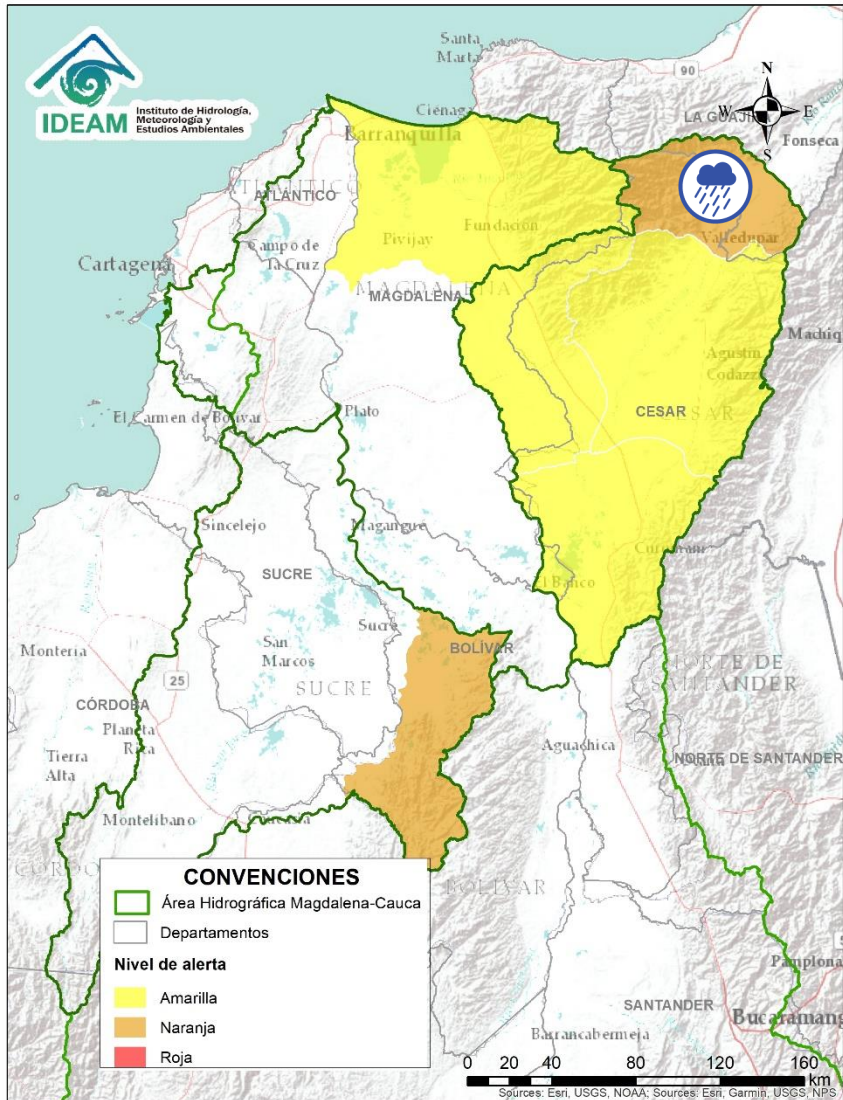 IDEAM
Instituto de Hidrología,
Meteorología y
Estudios Ambientales
Santa
Marta
90
N
W
E
S
LA GUAJIRA
Fonseca
Ciénaga
Barranquilla
ATLÁNTICO
Campo de
La Cruz
Cartagena
Pivijay
Fundación
Valledupar
MAGDALENA
MAGDALENA
Machiq
Agustín
Codazzi
CESAR
CESAR
El Carmen de Bolívar
Plato
Sincelejo
Magangue
SUCRE
Curumaní
El Banco
Sucre
BOLÍVAR
San
Marcos
SUCRE
Montería
25
CÓRDOBA
Planeta
Rica
Tierra
Alta
NORTE DE
SANTANDER
NORTE DE SANTANDER
Aguachica
Montelibano
BOLÍVAR
CONVENCIONES
Área Hidrográfica Magdalena-Cauca
Departamentos
Nivel de alerta
Amarilla
Naranja
Roja
Pamplona
SANTANDER
Bucaramang
Barrancabermeja
0 20 40 80 120 160
km
Sources: Esri, USGS, NOAA; Sources: Esri, Garmin, USGS, NPS